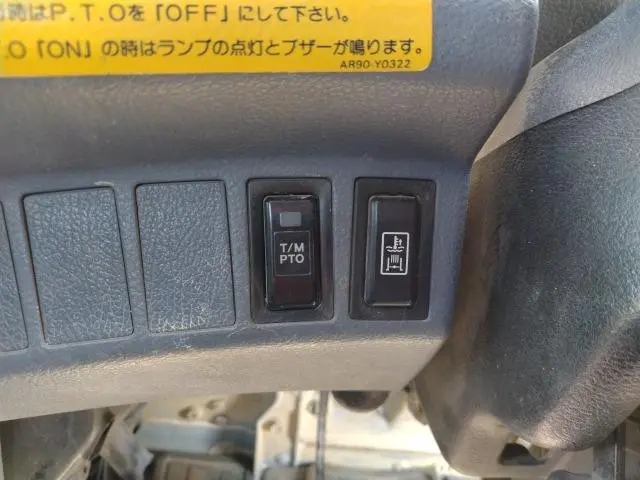 時はP.T.Oを「OFF」にして下さい。
.O「ON」の時はランプの点灯とブザーが鳴ります。
AR90-Y0322
T/M
PTO